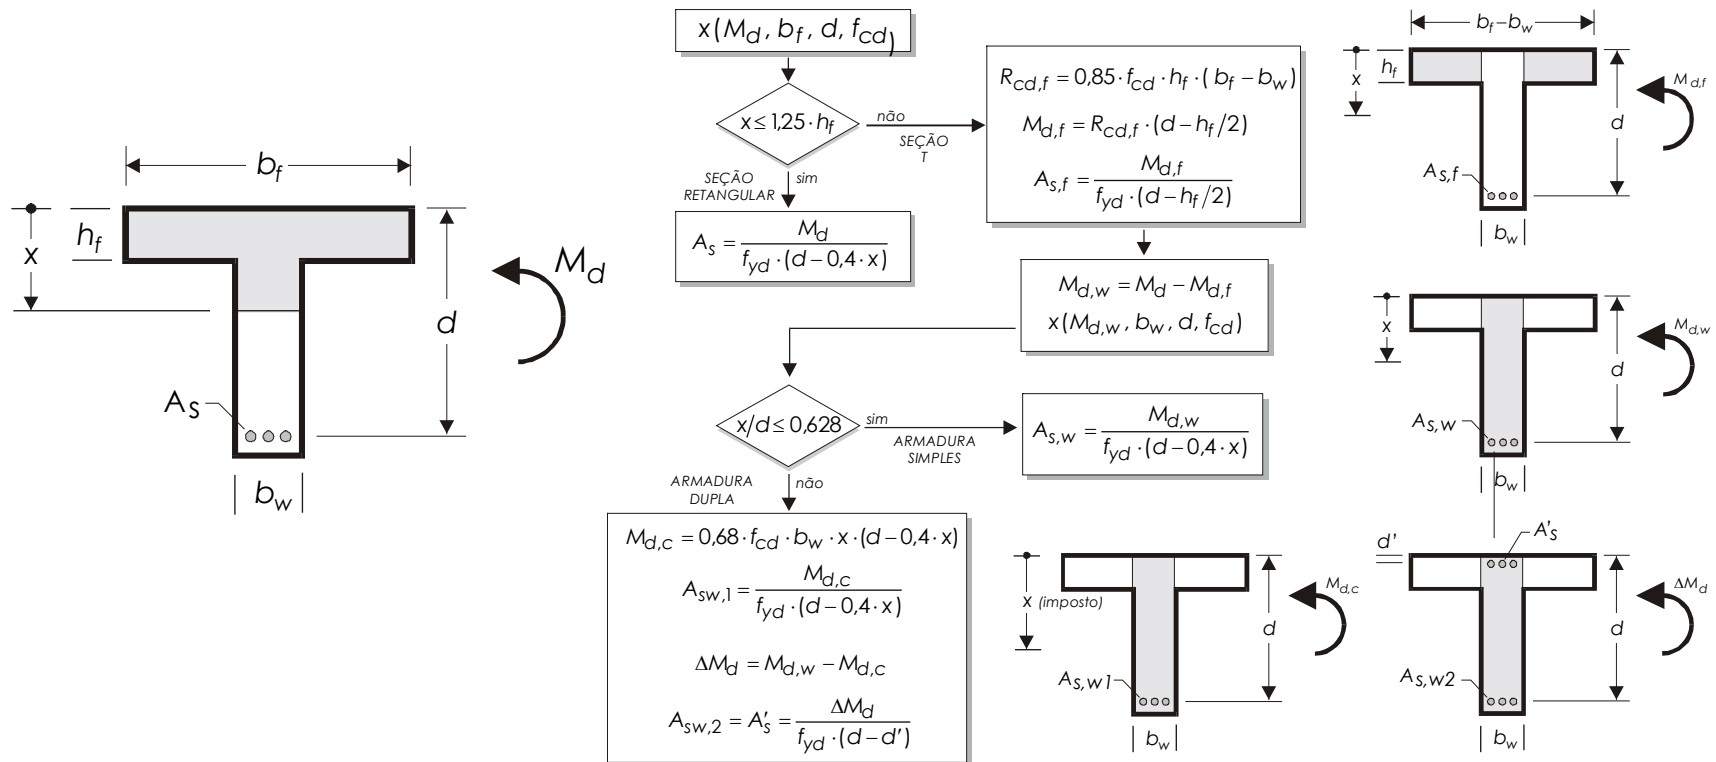 b_f
x
h_f
d
M_d
A_s
b_w
x(M_d, b_f, d, f_cd)
x ≤ 1,25·h_f
não
SEÇÃO
T
SEÇÃO
RETANGULAR
sim
A_s = M_d / (f_yd·(d−0,4·x))
R_cd,f = 0,85·f_cd·h_f·(b_f−b_w)
M_d,f = R_cd,f·(d−h_f/2)
A_s,f = M_d,f / (f_yd·(d−h_f/2))
M_d,w = M_d − M_d,f
x(M_d,w, b_w, d, f_cd)
x/d ≤ 0,628
sim
ARMADURA
SIMPLES
A_s,w = M_d,w / (f_yd·(d−0,4·x))
ARMADURA
DUPLA
não
M_d,c = 0,68·f_cd·b_w·x·(d−0,4·x)
A_sw,1 = M_d,c / (f_yd·(d−0,4·x))
ΔM_d = M_d,w − M_d,c
A_sw,2 = A's = ΔM_d / (f_yd·(d−d'))
b_f−b_w
x
h_f
d
M_d,f
A_s,f
b_w
x
d
M_d,w
A_s,w
b_w
x (imposto)
d
M_d,c
A_s,w1
b_w
d'
A's
d
ΔM_d
A_s,w2
b_w